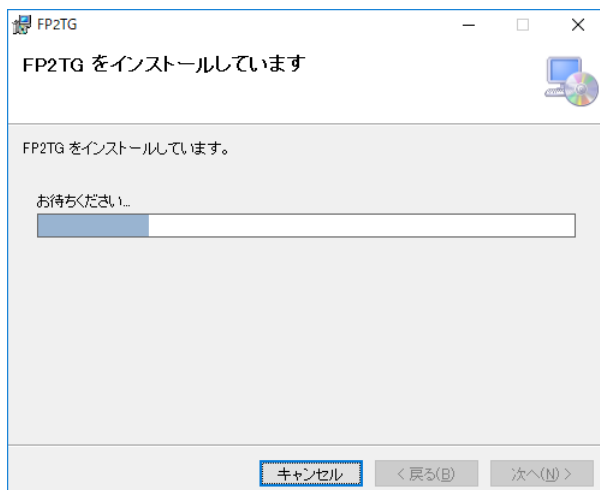 FP2TG
FP2TG をインストールしています
FP2TG をインストールしています。
お待ちください...
キャンセル
< 戻る(B)
次へ(N) >